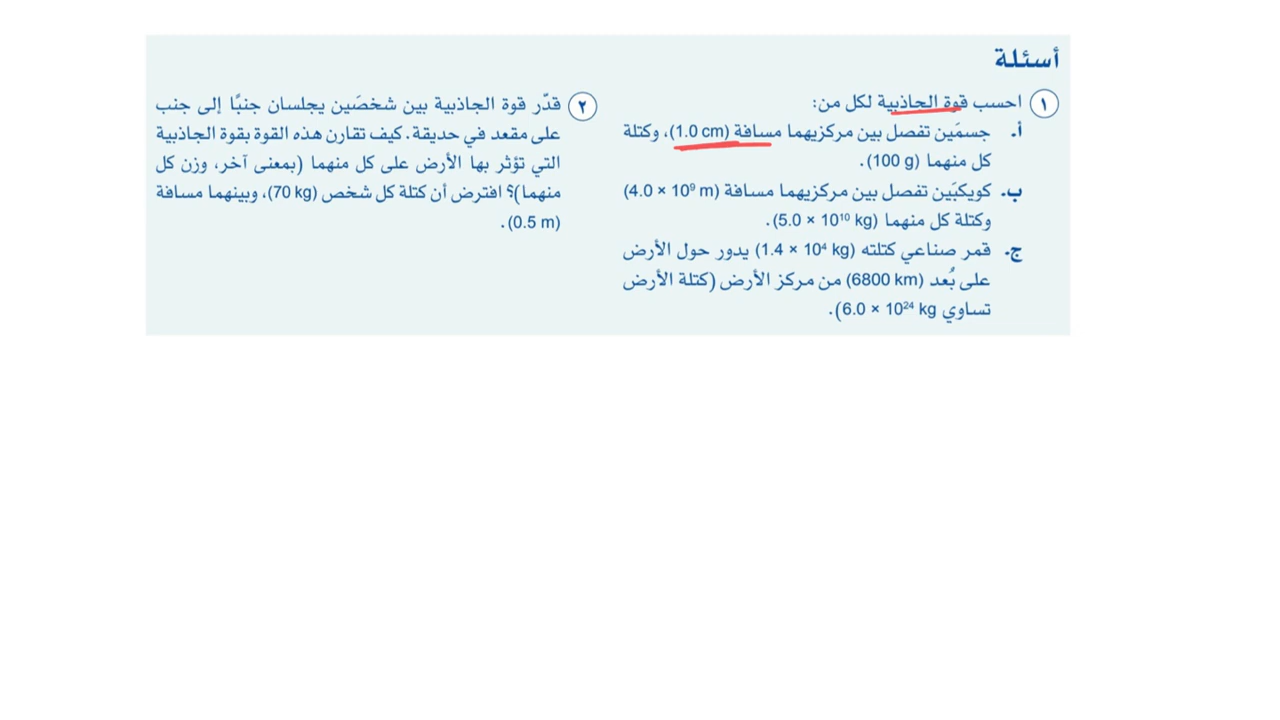 أسئلة
١ احسب قوة الجاذبية لكل من:
أ. جسمَين تفصل بين مركزيهما مسافة (1.0 cm)، وكتلة
كل منهما (100 g).
ب. كويكبَين تفصل بين مركزيهما مسافة (4.0 × 10⁹ m)
وكتلة كل منهما (5.0 × 10¹⁰ kg).
ج. قمر صناعي كتلته (1.4 × 10⁴ kg) يدور حول الأرض
على بُعد (6800 km) من مركز الأرض (كتلة الأرض
تساوي 6.0 × 10²⁴ kg).
٢ قدّر قوة الجاذبية بين شخصَين يجلسان جنبًا إلى جنب
على مقعد في حديقة. كيف تقارن هذه القوة بقوة الجاذبية
التي تؤثر بها الأرض على كل منهما (بمعنى آخر، وزن كل
منهما)؟ افترض أن كتلة كل شخص (70 kg)، وبينهما مسافة
(0.5 m).